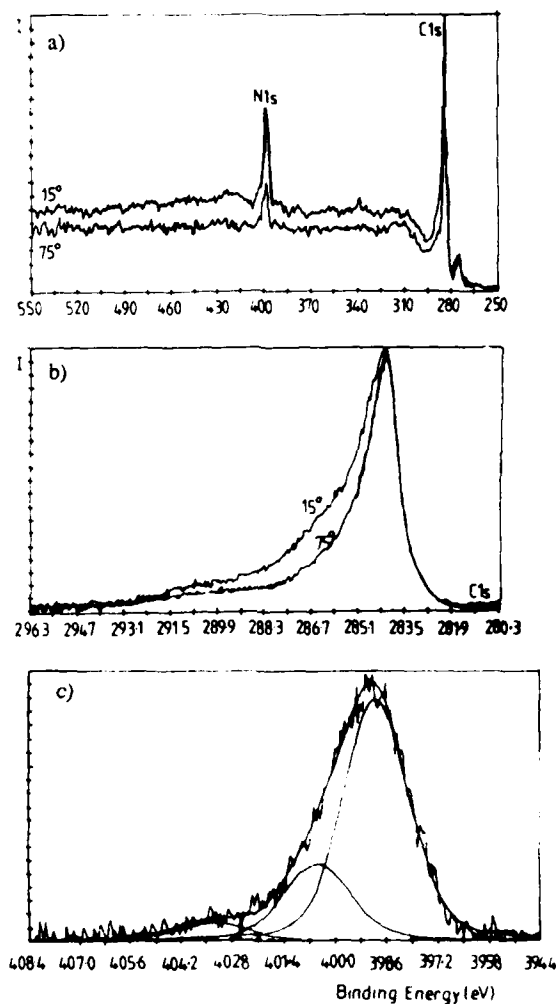 I
a)
C1s
N1s
15°
75°
550 520 490 460 430 400 370 340 310 280 250
I
b)
15°
75°
C1s
296·3 294·7 293·1 291·5 289·9 288·3 286·7 285·1 283·5 281·9 280·3
c)
408·4 407·0 405·6 404·2 402·8 401·4 400·0 398·6 397·2 395·8 394·4
Binding Energy (eV)